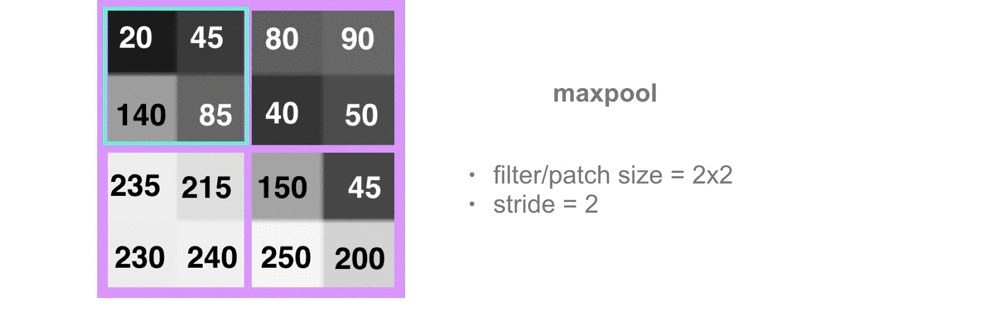 20 45 80 90
140 85 40 50
235 215 150 45
230 240 250 200
maxpool
• filter/patch size = 2x2
• stride = 2